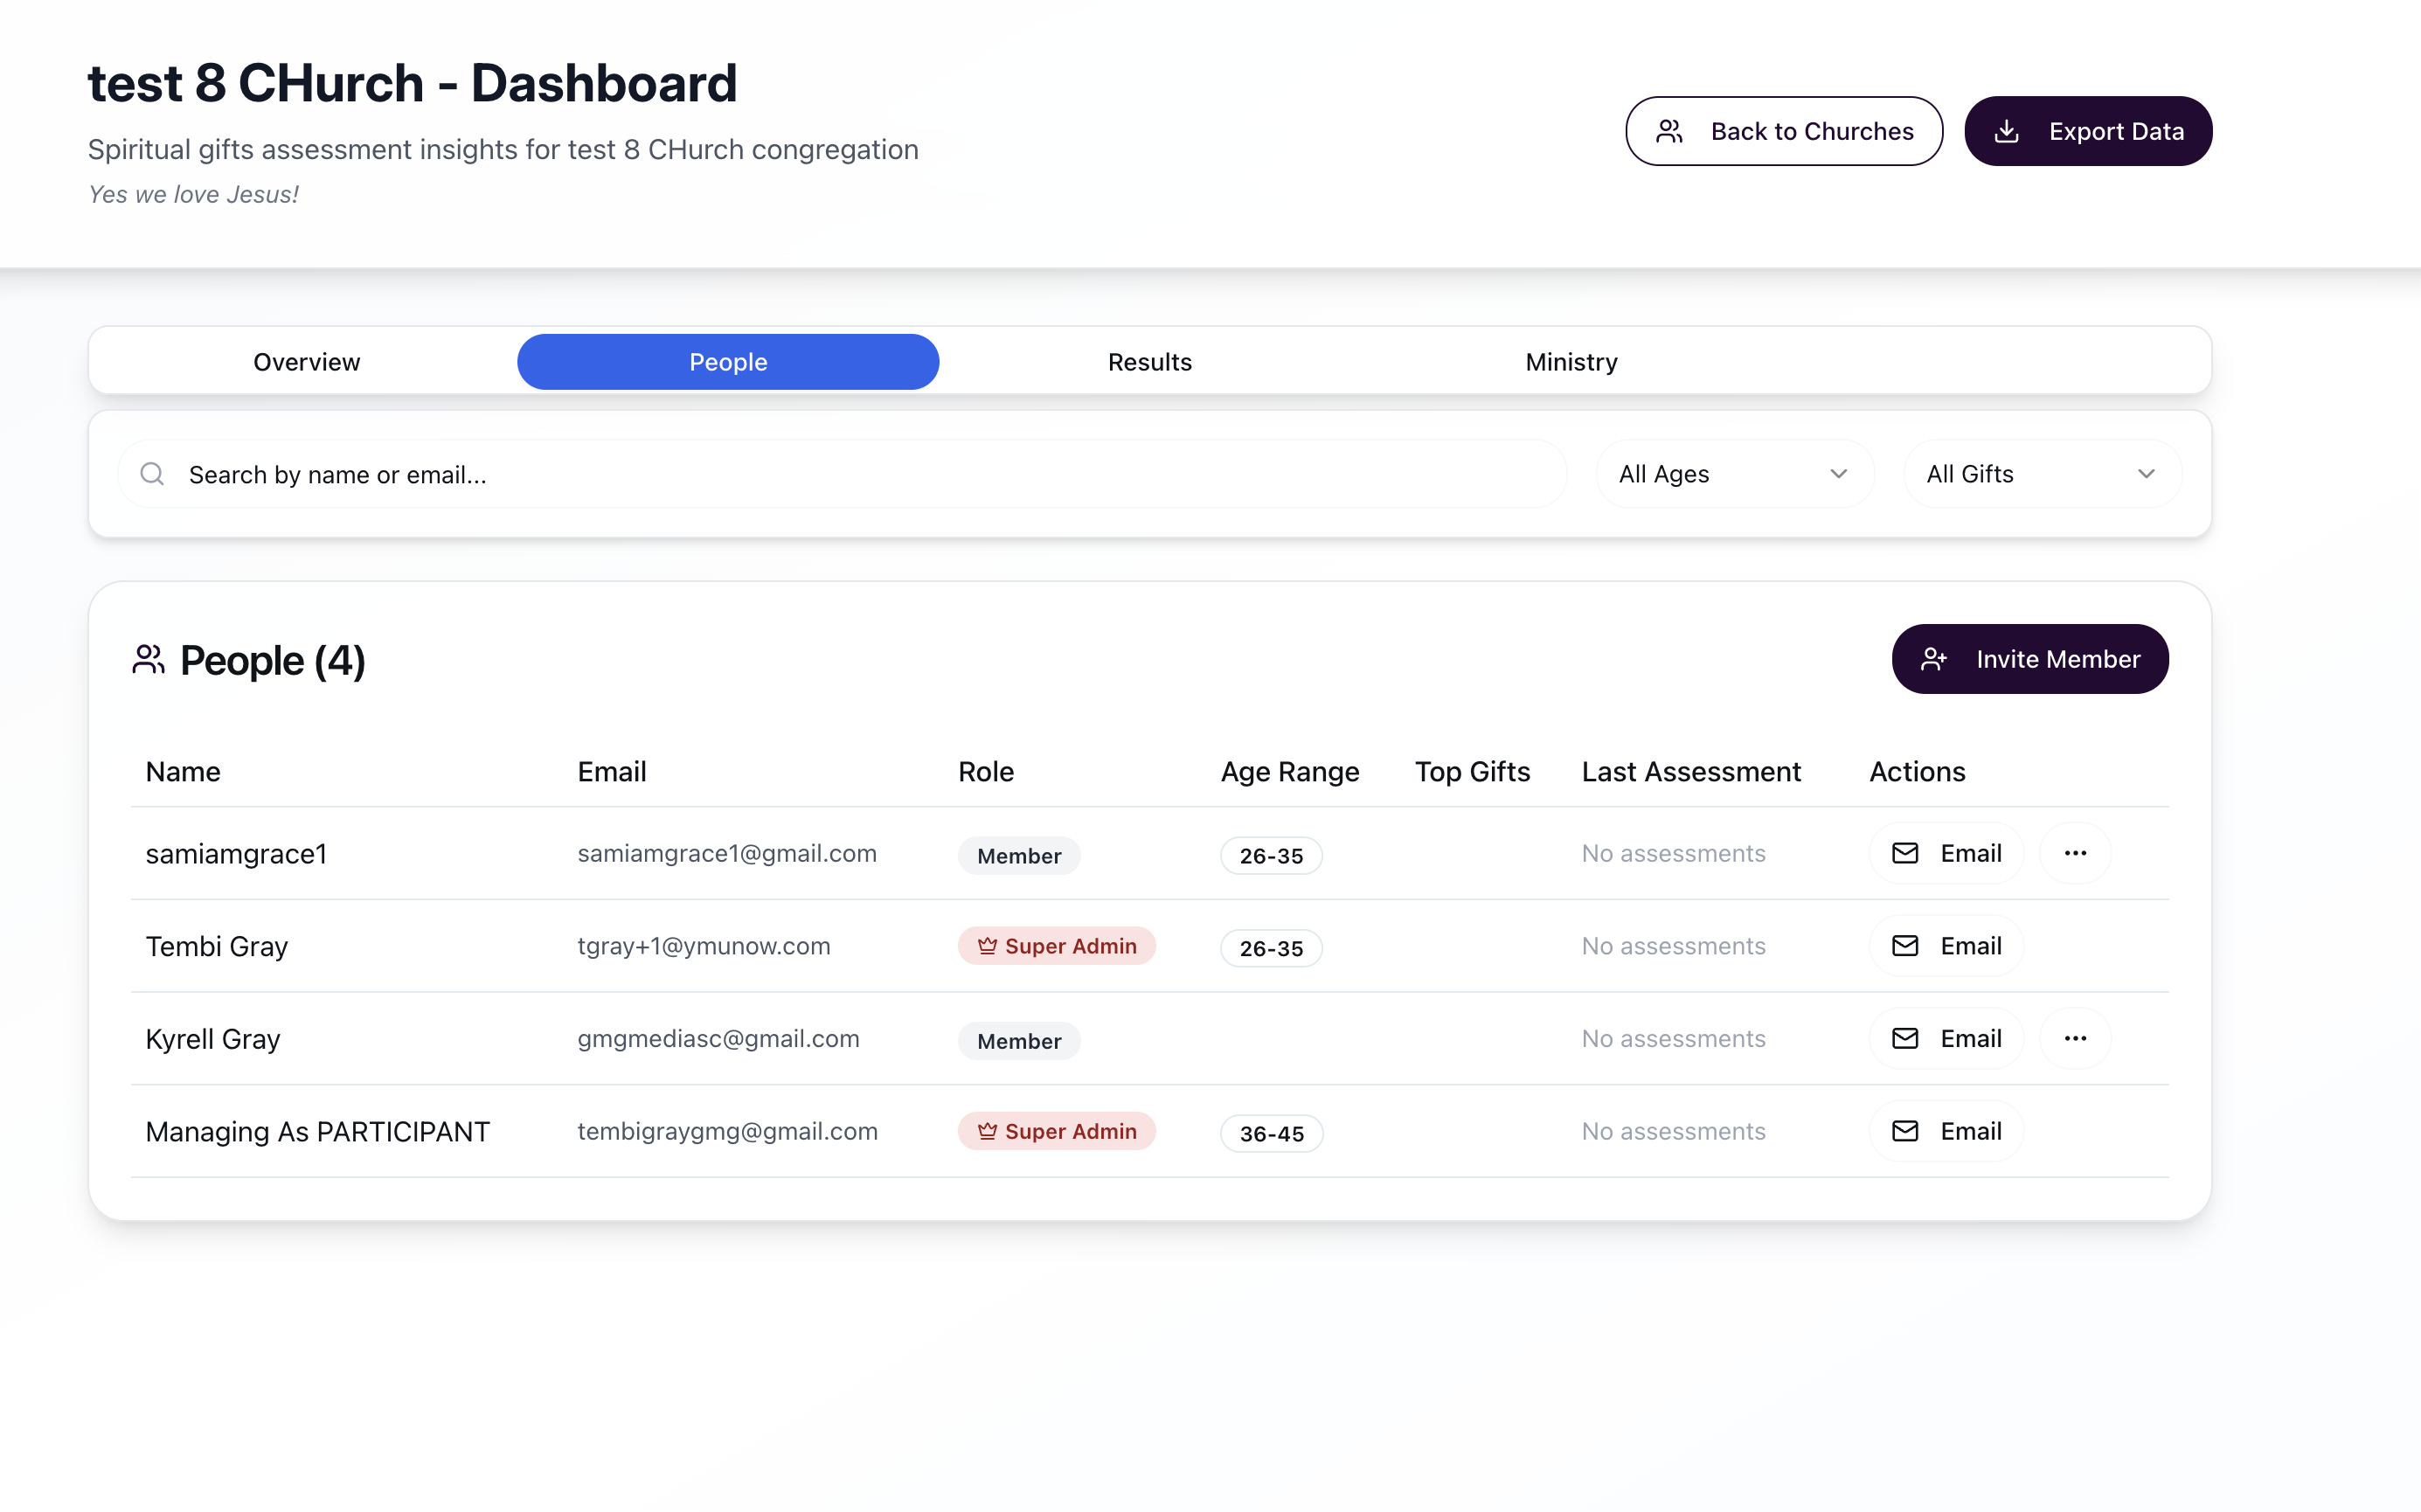 test 8 CHurch - Dashboard
Spiritual gifts assessment insights for test 8 CHurch congregation
Yes we love Jesus!
Back to Churches
Export Data
Overview
People
Results
Ministry
Search by name or email...
All Ages
All Gifts
People (4)
Invite Member
Name Email Role Age Range Top Gifts Last Assessment Actions
samiamgrace1 samiamgrace1@gmail.com Member 26-35 No assessments Email ...
Tembi Gray tgray+1@ymunow.com Super Admin 26-35 No assessments Email
Kyrell Gray gmgmediasc@gmail.com Member No assessments Email ...
Managing As PARTICIPANT tembigraygmg@gmail.com Super Admin 36-45 No assessments Email